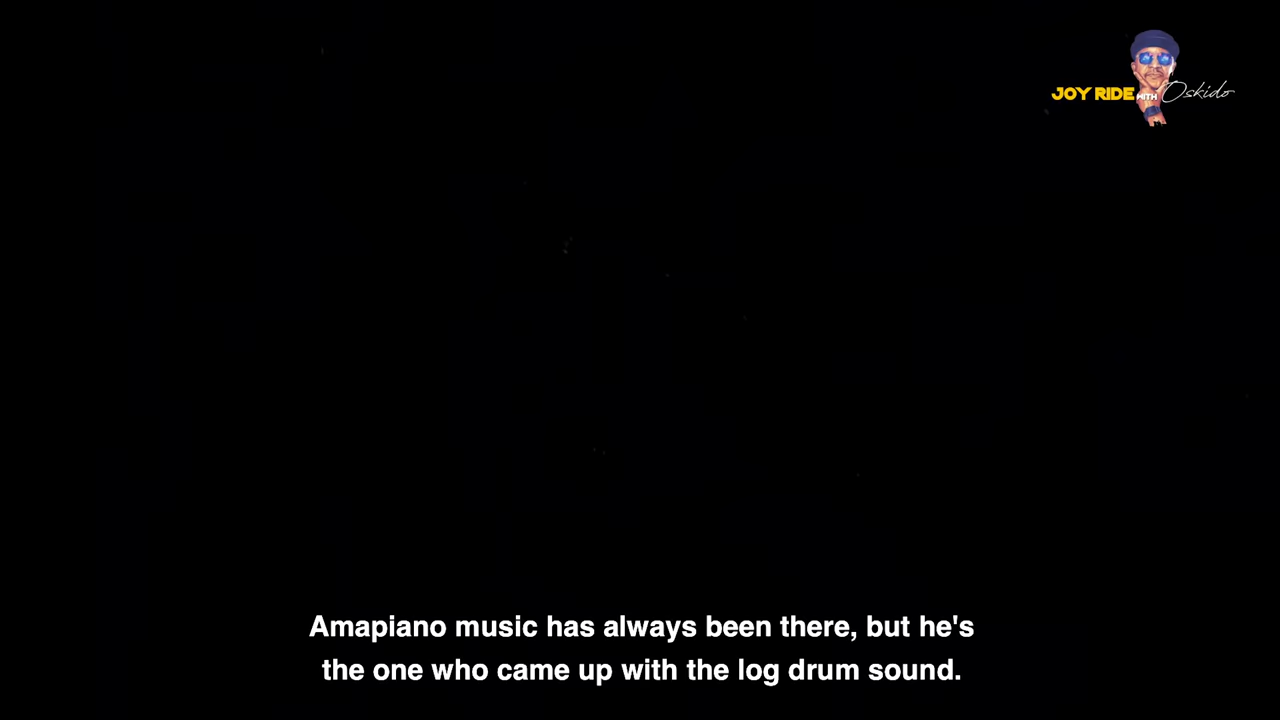 JOY RIDE WITH Oskido
Amapiano music has always been there, but he's
the one who came up with the log drum sound.